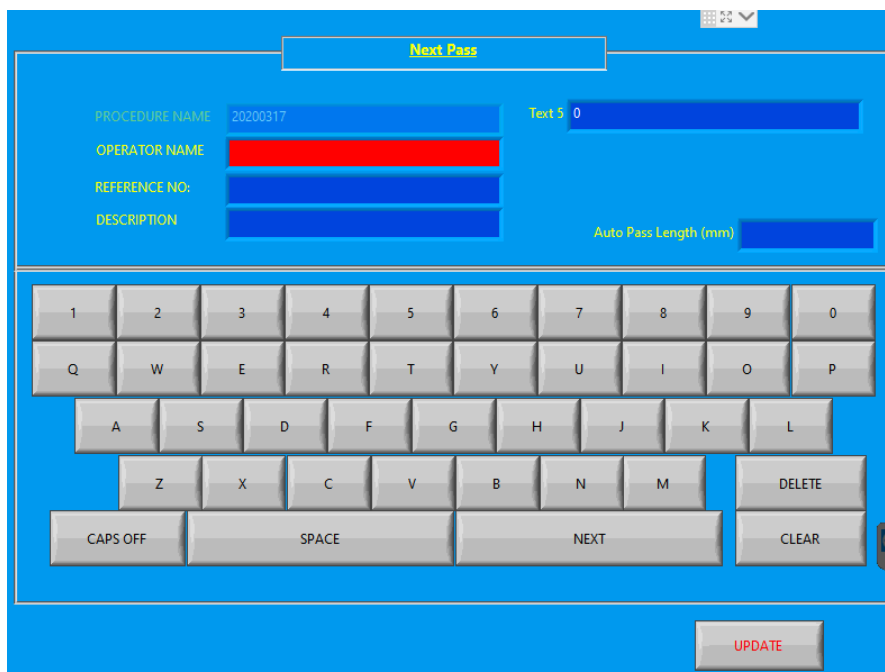 Next Pass
PROCEDURE NAME 20200317 Text 5 0
OPERATOR NAME
REFERENCE NO:
DESCRIPTION
Auto Pass Length (mm)
1 2 3 4 5 6 7 8 9 0
Q W E R T Y U I O P
A S D F G H J K L
Z X C V B N M DELETE
CAPS OFF SPACE NEXT CLEAR
UPDATE